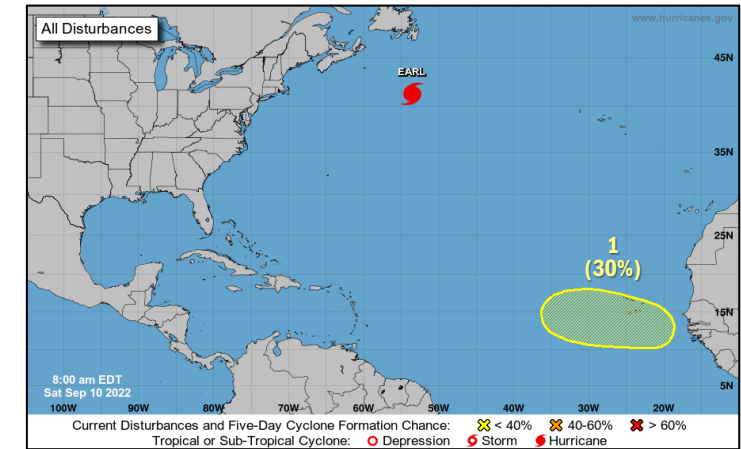 www.hurricanes.gov
All Disturbances
45N
EARL
35N
25N
1
(30%)
15N
8:00 am EDT
Sat Sep 10 2022
5N
100W 90W 80W 70W 60W 50W 40W 30W 20W
Current Disturbances and Five-Day Cyclone Formation Chance: < 40% 40-60% > 60%
Tropical or Sub-Tropical Cyclone: Depression Storm Hurricane